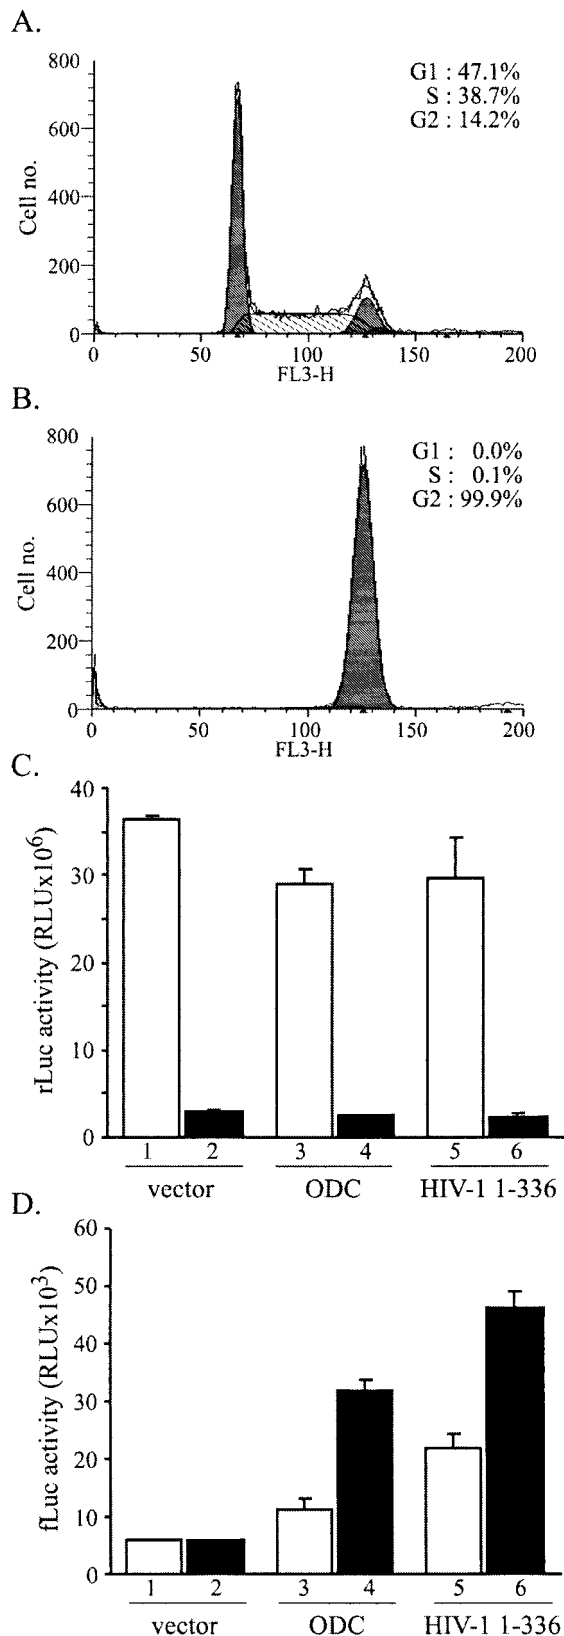 A.
800
600
400
200
0
Cell no.
G1 : 47.1%
S : 38.7%
G2 : 14.2%
0 50 100 150 200
FL3-H
B.
800
600
400
200
0
Cell no.
G1 : 0.0%
S : 0.1%
G2 : 99.9%
0 50 100 150 200
FL3-H
C.
40
30
20
10
0
rLuc activity (RLUx10⁶)
1 2 3 4 5 6
vector ODC HIV-1 1-336
D.
60
50
40
30
20
10
0
fLuc activity (RLUx10³)
1 2 3 4 5 6
vector ODC HIV-1 1-336